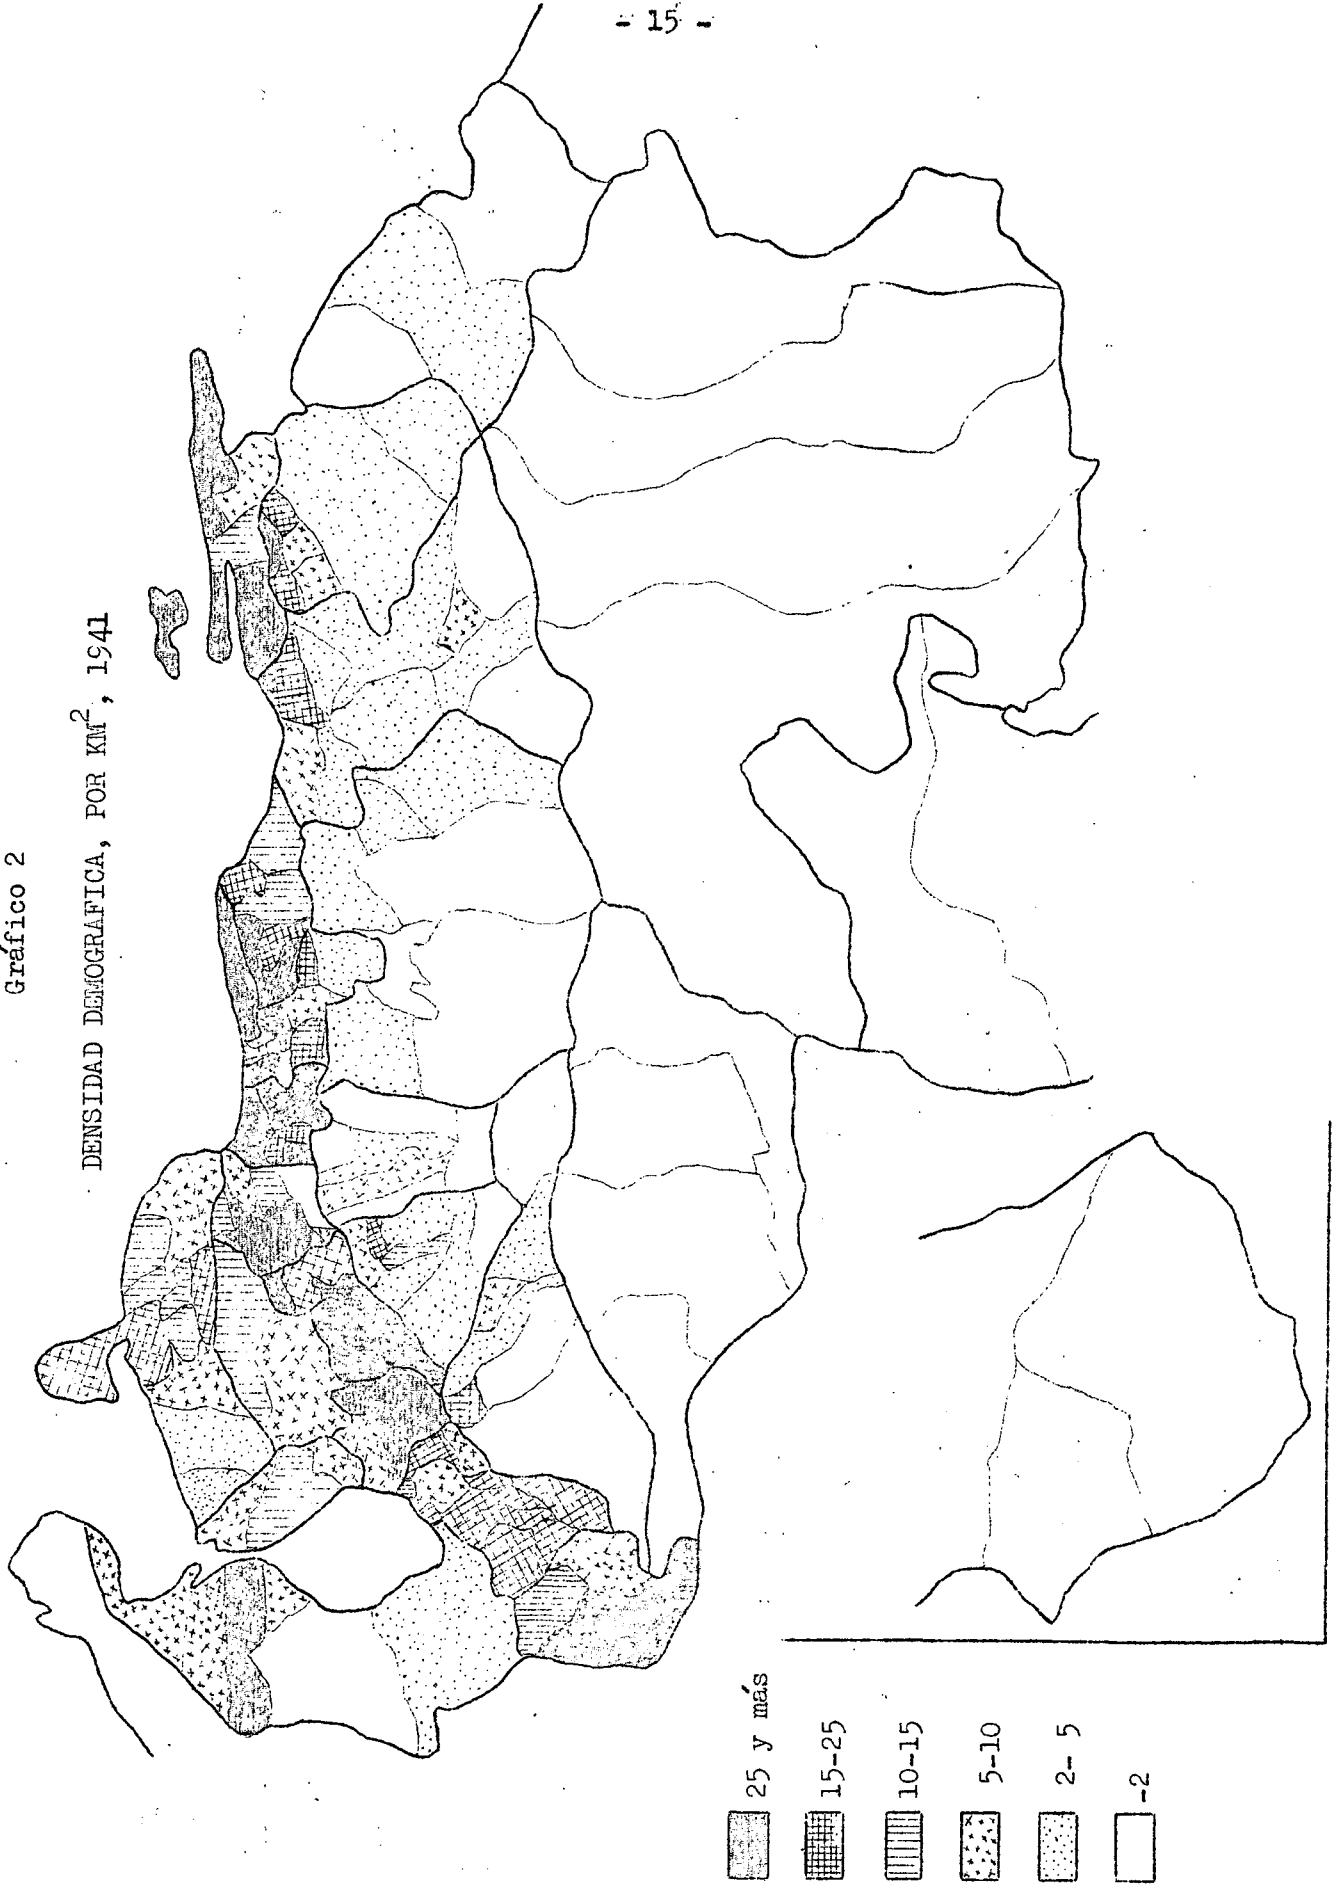 - 15 -
Gráfico 2
DENSIDAD DEMOGRAFICA, POR KM², 1941
25 y más
15-25
10-15
5-10
2- 5
-2